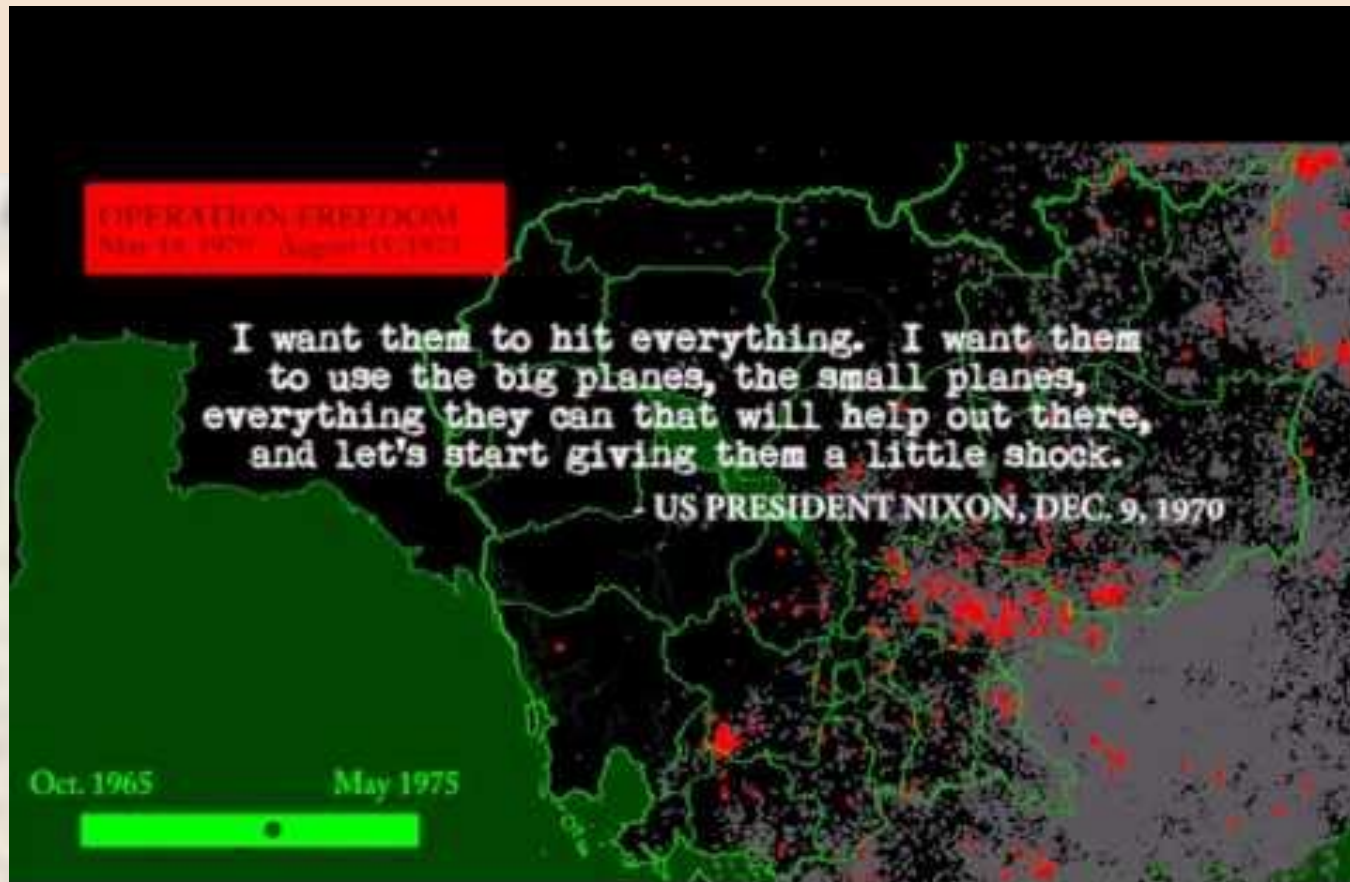 OPERATION: FREEDOM
I want them to hit everything. I want them
to use the big planes, the small planes,
everything they can that will help out there,
and let's start giving them a little shock.
- US PRESIDENT NIXON, DEC. 9, 1970
Oct. 1965 May 1975